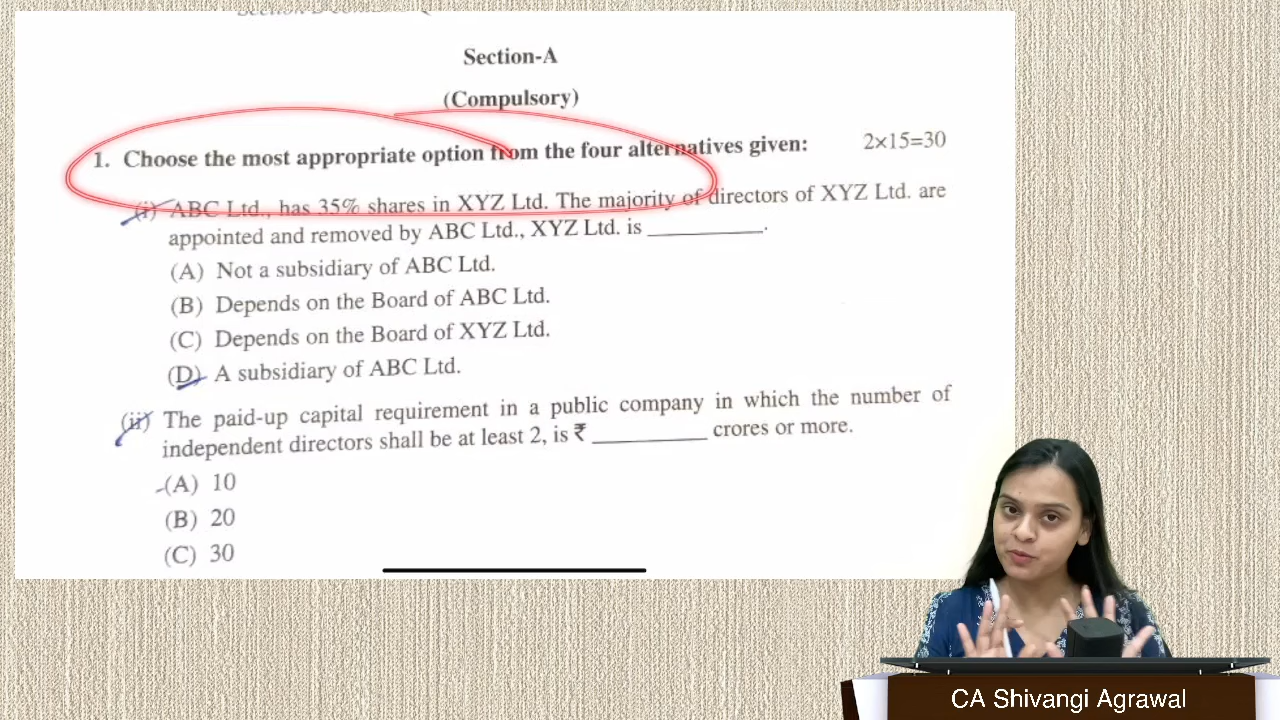 Section-A
(Compulsory)
1. Choose the most appropriate option from the four alternatives given: 2×15=30
(i) ABC Ltd., has 35% shares in XYZ Ltd. The majority of directors of XYZ Ltd. are
appointed and removed by ABC Ltd., XYZ Ltd. is __________.
(A) Not a subsidiary of ABC Ltd.
(B) Depends on the Board of ABC Ltd.
(C) Depends on the Board of XYZ Ltd.
(D) A subsidiary of ABC Ltd.
(ii) The paid-up capital requirement in a public company in which the number of
independent directors shall be at least 2, is ₹ __________ crores or more.
(A) 10
(B) 20
(C) 30
CA Shivangi Agrawal